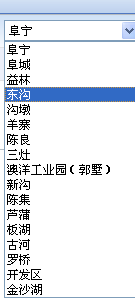 阜宁
阜宁
阜城
益林
东沟
沟墩
羊寨
陈良
三灶
澳洋工业园（郭墅）
新沟
陈集
芦蒲
板湖
古河
罗桥
开发区
金沙湖